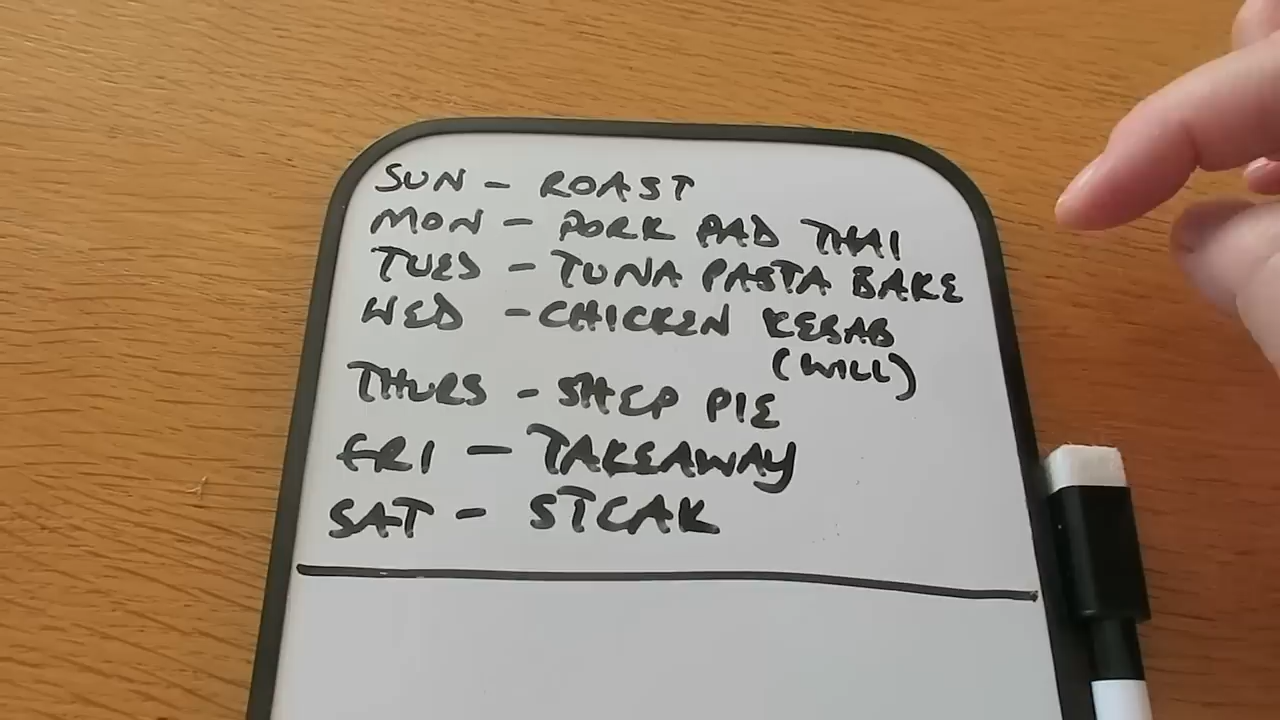 SUN - ROAST
MON - PORK PAD THAI
TUES - TUNA PASTA BAKE
WED - CHICKEN KEBAB
(WILL)
THURS - SHEP PIE
FRI - TAKEAWAY
SAT - STEAK